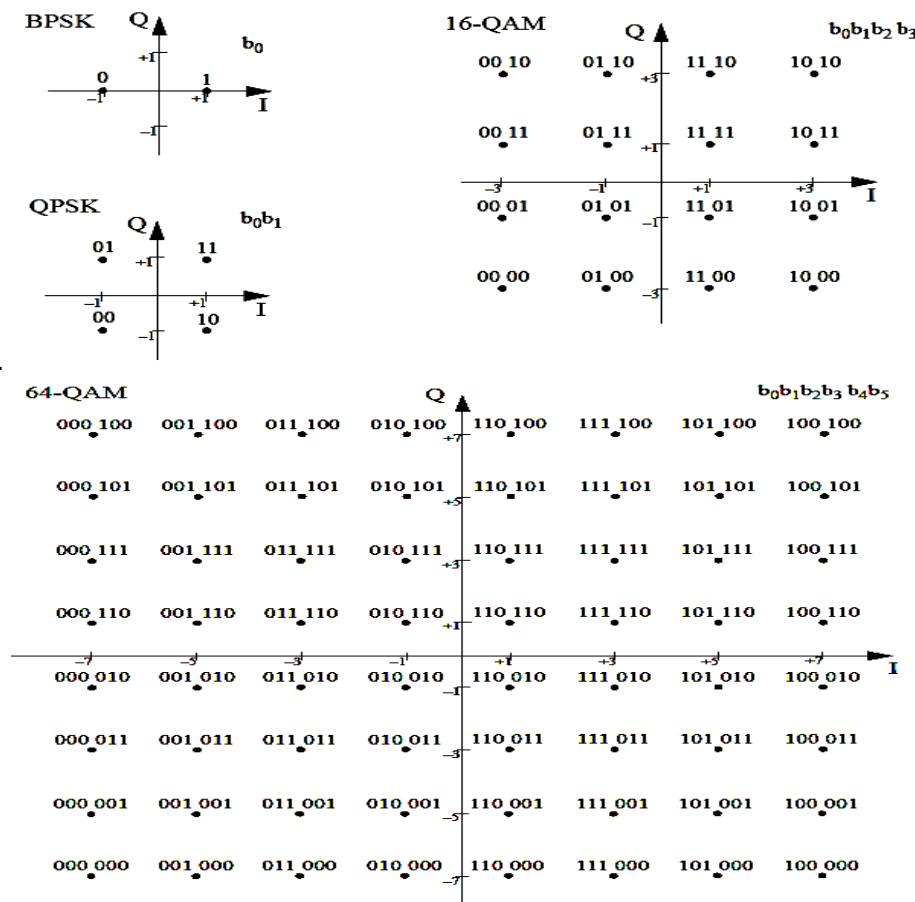 BPSK Q
+1 b₀
0 1
−1 +1 I
−1
QPSK Q b₀b₁
01 11
+1
−1 +1 I
00 10
−1
16-QAM Q b₀b₁b₂ b₃
00 10 01 10 11 10 10 10
+3
00 11 01 11 11 11 10 11
+1
−3 −1 +1 +3 I
00 01 01 01 11 01 10 01
−1
00 00 01 00 11 00 10 00
−3
64-QAM Q b₀b₁b₂b₃ b₄b₅
000 100 001 100 011 100 010 100 110 100 111 100 101 100 100 100
+7
000 101 001 101 011 101 010 101 110 101 111 101 101 101 100 101
+5
000 111 001 111 011 111 010 111 110 111 111 111 101 111 100 111
+3
000 110 001 110 011 110 010 110 110 110 111 110 101 110 100 110
+1
−7 −5 −3 −1 +1 +3 +5 +7 I
000 010 001 010 011 010 010 010 110 010 111 010 101 010 100 010
−1
000 011 001 011 011 011 010 011 110 011 111 011 101 011 100 011
−3
000 001 001 001 011 001 010 001 110 001 111 001 101 001 100 001
−5
000 000 001 000 011 000 010 000 110 000 111 000 101 000 100 000
−7